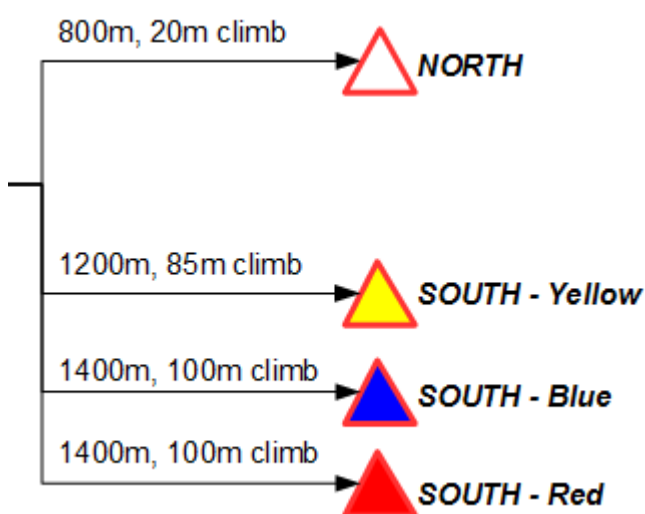 800m, 20m climb
NORTH
1200m, 85m climb
SOUTH - Yellow
1400m, 100m climb
SOUTH - Blue
1400m, 100m climb
SOUTH - Red